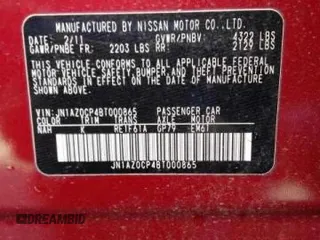 MANUFACTURED BY NISSAN MOTOR CO.,LTD.
DATE: 2/11 GVWR/PNBV: 4322 LBS
GAWR/PNBE FR: 2203 LBS RR: 2129 LBS
THIS VEHICLE CONFORMS TO ALL APPLICABLE FEDERAL
MOTOR VEHICLE SAFETY, BUMPER, AND THEFT
PREVENTION STANDARDS IN EFFECT ON THE DATE OF
MANUFACTURE SHOWN ABOVE.
VIN: JN1AZ0CP4BT000865 PASSENGER CAR
COLOR TRIM TRANS AXLE MOTOR
NAH K RE1F61A GP79 EM61
JN1AZ0CP4BT000865
DREAMBID